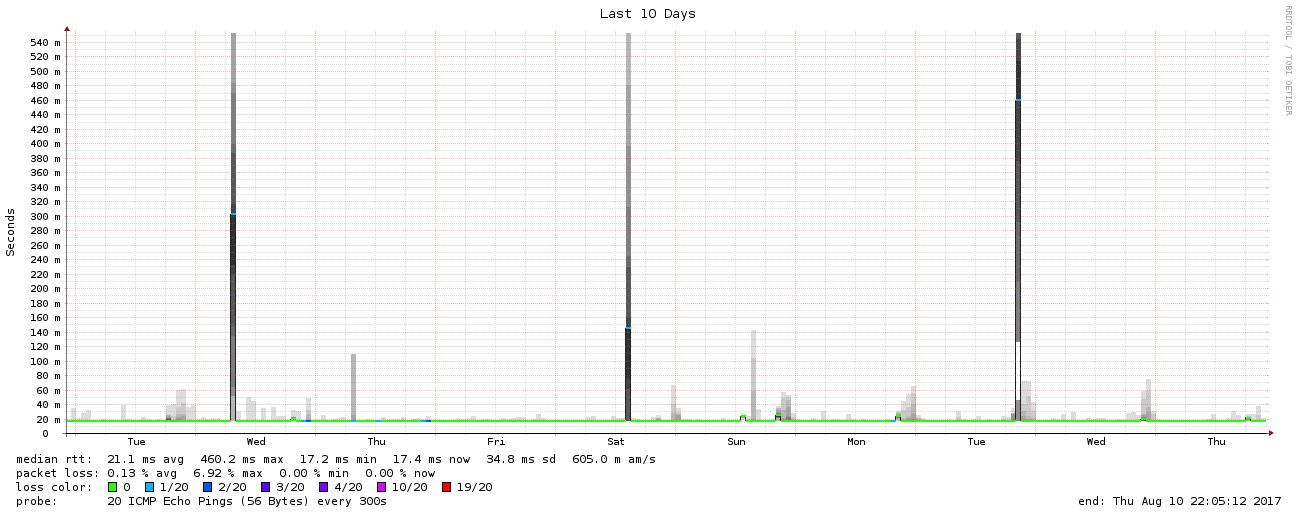 Last 10 Days
RRDTOOL / TOBI OETIKER
Seconds
540 m
520 m
500 m
480 m
460 m
440 m
420 m
400 m
380 m
360 m
340 m
320 m
300 m
280 m
260 m
240 m
220 m
200 m
180 m
160 m
140 m
120 m
100 m
80 m
60 m
40 m
20 m
0
Tue Wed Thu Fri Sat Sun Mon Tue Wed Thu
median rtt: 21.1 ms avg 460.2 ms max 17.2 ms min 17.4 ms now 34.8 ms sd 605.0 m am/s
packet loss: 0.13 % avg 6.92 % max 0.00 % min 0.00 % now
loss color: 0 1/20 2/20 3/20 4/20 10/20 19/20
probe: 20 ICMP Echo Pings (56 Bytes) every 300s end: Thu Aug 10 22:05:12 2017